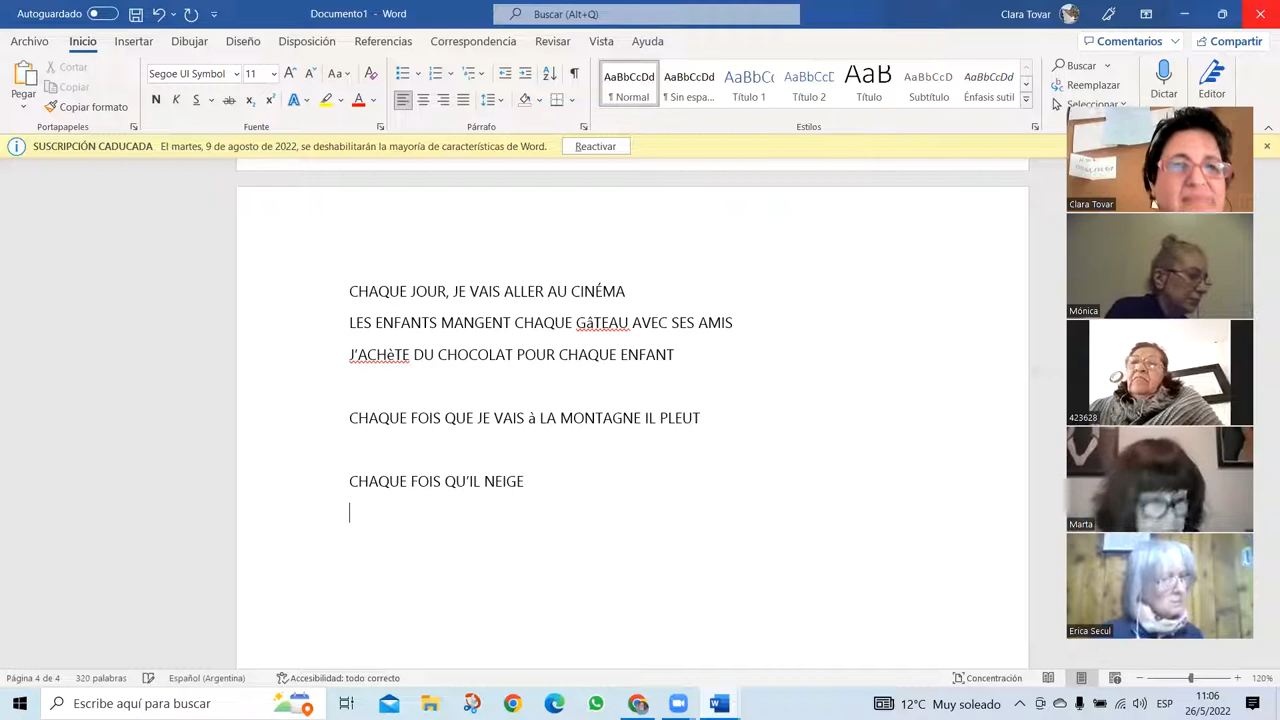 Autoguardado
Documento1 - Word
Buscar (Alt+Q)
Clara Tovar
Archivo Inicio Insertar Dibujar Diseño Disposición Referencias Correspondencia Revisar Vista Ayuda
Comentarios
Compartir
Pegar
Cortar
Copiar
Copiar formato
Portapapeles
Segoe UI Symbol 11
N K S ab x₂ x²
Fuente
Párrafo
AaBbCcDd AaBbCcDd AaBbCc AaBbCcD AaB AaBbCcD AaBbCcDd
¶ Normal ¶ Sin espa... Título 1 Título 2 Título Subtítulo Énfasis sutil
Estilos
Buscar
Reemplazar
Seleccionar
Dictar
Editor
SUSCRIPCIÓN CADUCADA El martes, 9 de agosto de 2022, se deshabilitarán la mayoría de características de Word. Reactivar
CHAQUE JOUR, JE VAIS ALLER AU CINÉMA
LES ENFANTS MANGENT CHAQUE GâTEAU AVEC SES AMIS
J’ACHèTE DU CHOCOLAT POUR CHAQUE ENFANT
CHAQUE FOIS QUE JE VAIS à LA MONTAGNE IL PLEUT
CHAQUE FOIS QU’IL NEIGE
Clara Tovar
Mónica
423628
Marta
Erica Secul
Página 4 de 4 320 palabras Español (Argentina) Accesibilidad: todo correcto Concentración 120%
Escribe aquí para buscar
12°C Muy soleado
ESP
11:06
26/5/2022